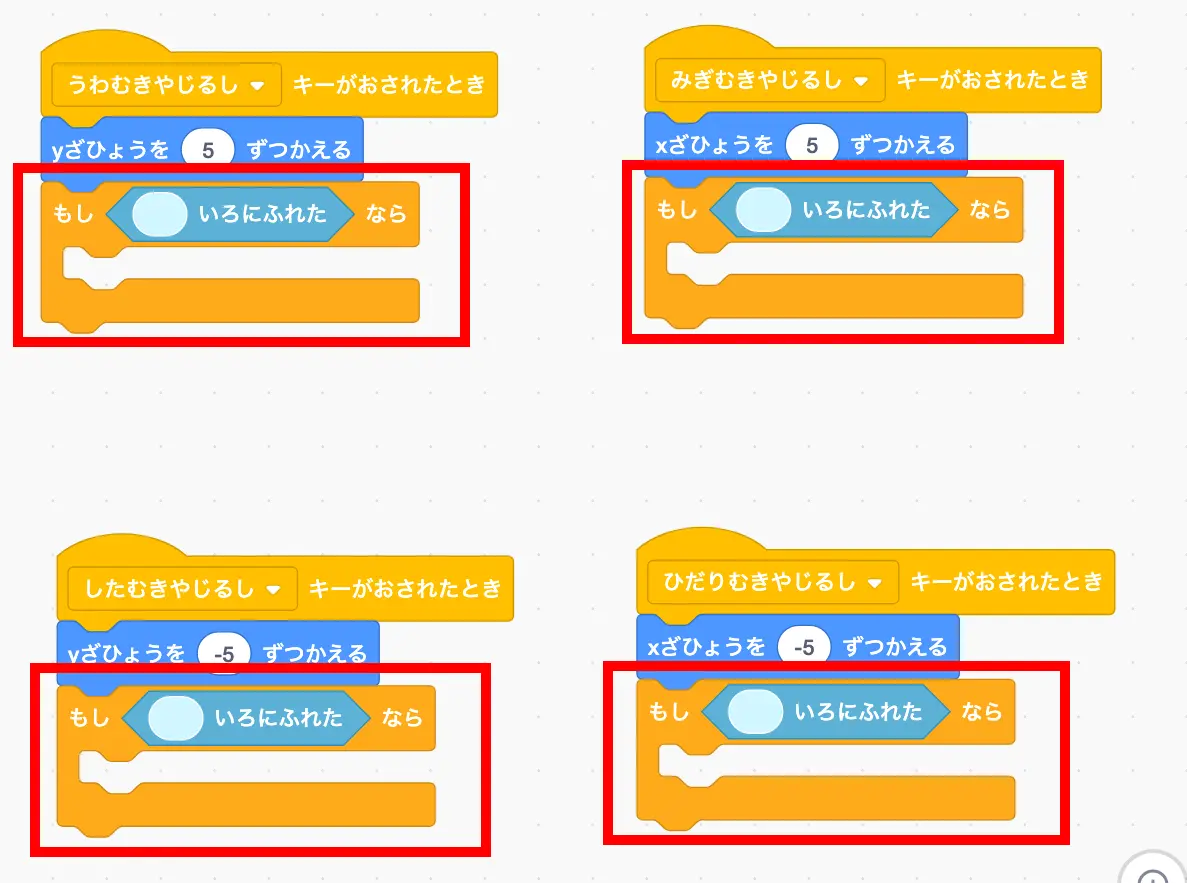 うわむきやじるし キーがおされたとき
yざひょうを 5 ずつかえる
もし いろにふれた なら
みぎむきやじるし キーがおされたとき
xざひょうを 5 ずつかえる
もし いろにふれた なら
したむきやじるし キーがおされたとき
yざひょうを -5 ずつかえる
もし いろにふれた なら
ひだりむきやじるし キーがおされたとき
xざひょうを -5 ずつかえる
もし いろにふれた なら